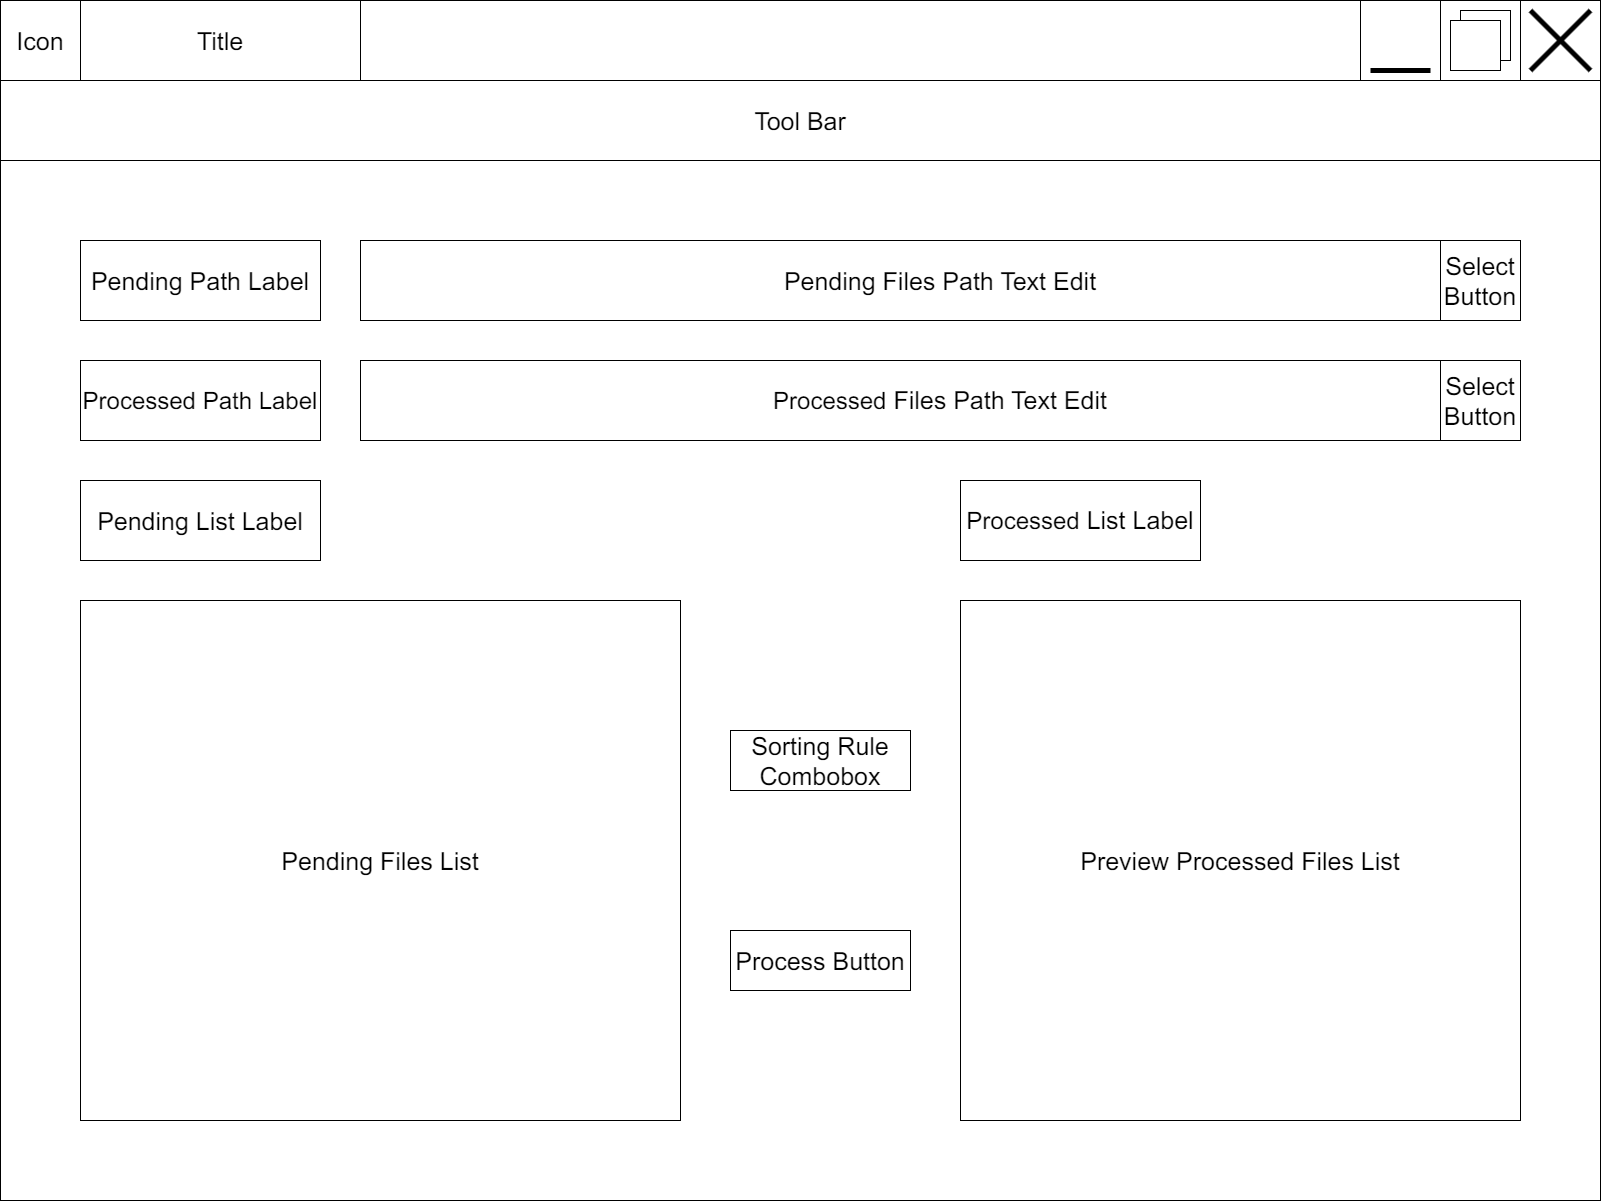 Icon
Title
Tool Bar
Pending Path Label
Pending Files Path Text Edit
Select
Button
Processed Path Label
Processed Files Path Text Edit
Select
Button
Pending List Label
Processed List Label
Pending Files List
Sorting Rule
Combobox
Process Button
Preview Processed Files List